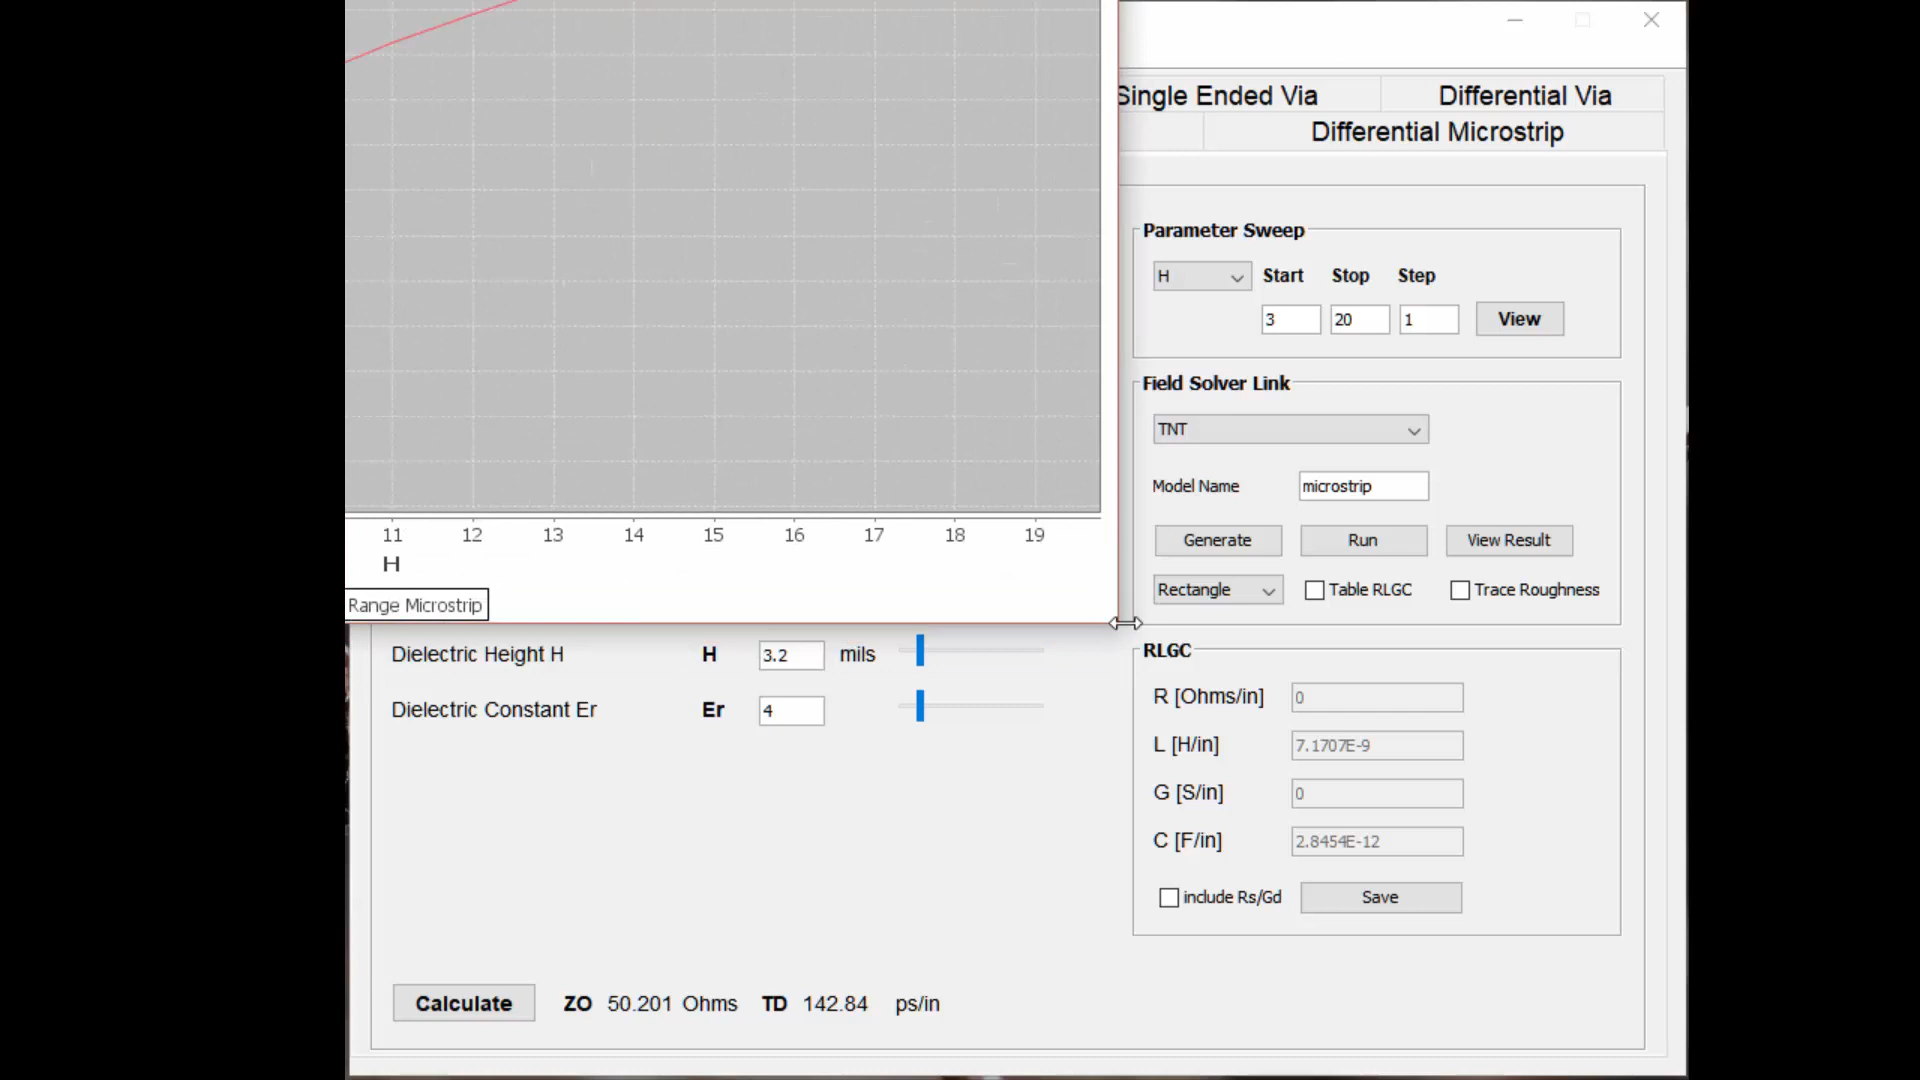 Single Ended Via
Differential Via
Differential Microstrip
Parameter Sweep
H Start Stop Step
3 20 1 View
Field Solver Link
TNT
Model Name microstrip
Generate Run View Result
Rectangle Table RLGC Trace Roughness
11 12 13 14 15 16 17 18 19
H
Range Microstrip
Dielectric Height H H 3.2 mils
Dielectric Constant Er Er 4
RLGC
R [Ohms/in] 0
L [H/in] 7.1707E-9
G [S/in] 0
C [F/in] 2.8454E-12
include Rs/Gd Save
Calculate ZO 50.201 Ohms TD 142.84 ps/in